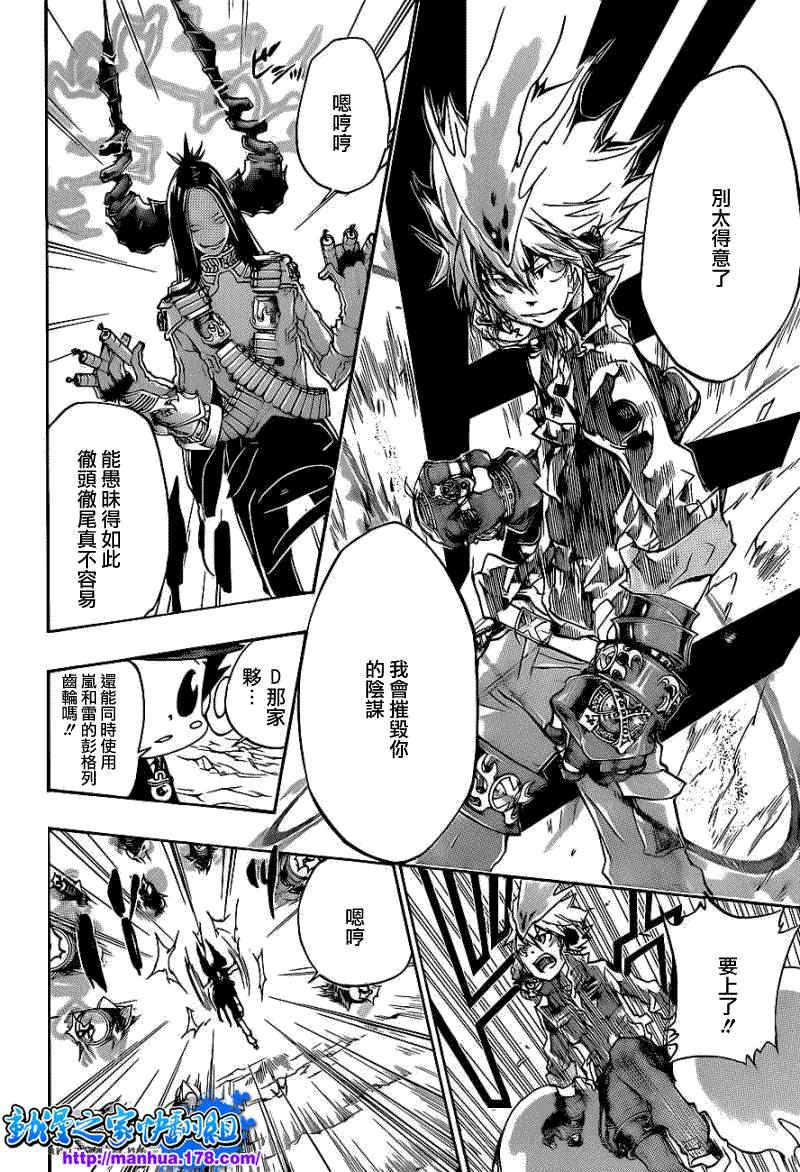 別太得意了
我會摧毀你
的陰謀
嗯哼哼
能愚昧得如此
徹頭徹尾真不容易
D那家
夥…
還能同時使用
嵐和雷的彭格列
齒輪嗎!!
要上了!!
嗯哼
動漫之家快翻組
http://manhua.178.com/